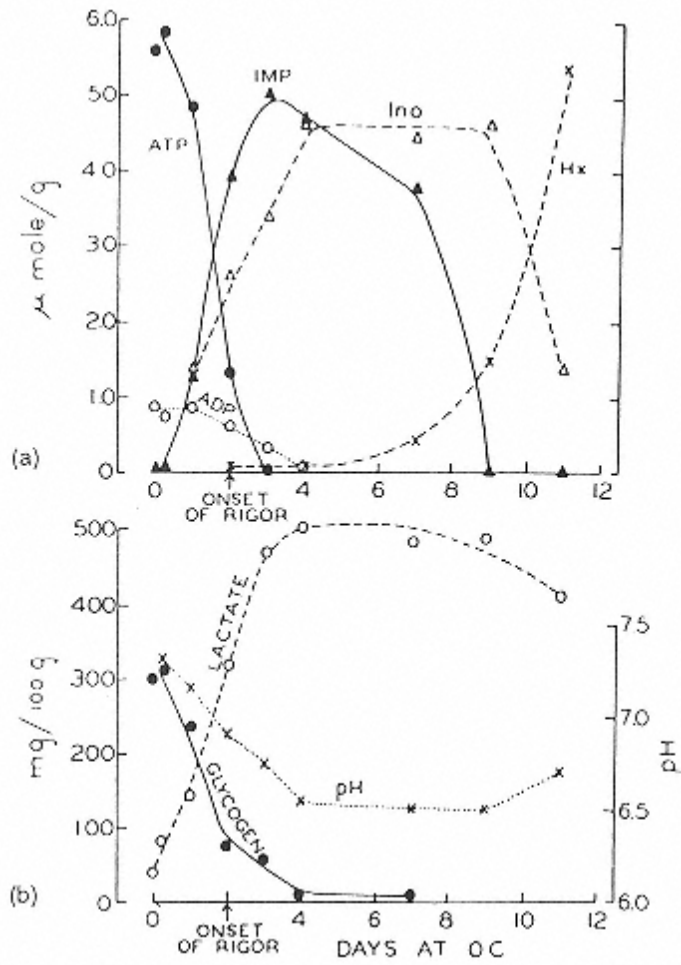 6.0
5.0
4.0
3.0
2.0
1.0
0
μ mole/g
ATP
IMP
Ino
Hx
ADP
(a)
0 2 4 6 8 10 12
ONSET
OF RIGOR
500
400
300
200
100
0
mg/100 g
LACTATE
GLYCOGEN
pH
7.5
7.0
6.5
6.0
pH
(b)
0 2 4 6 8 10 12
ONSET
OF RIGOR
DAYS AT 0C